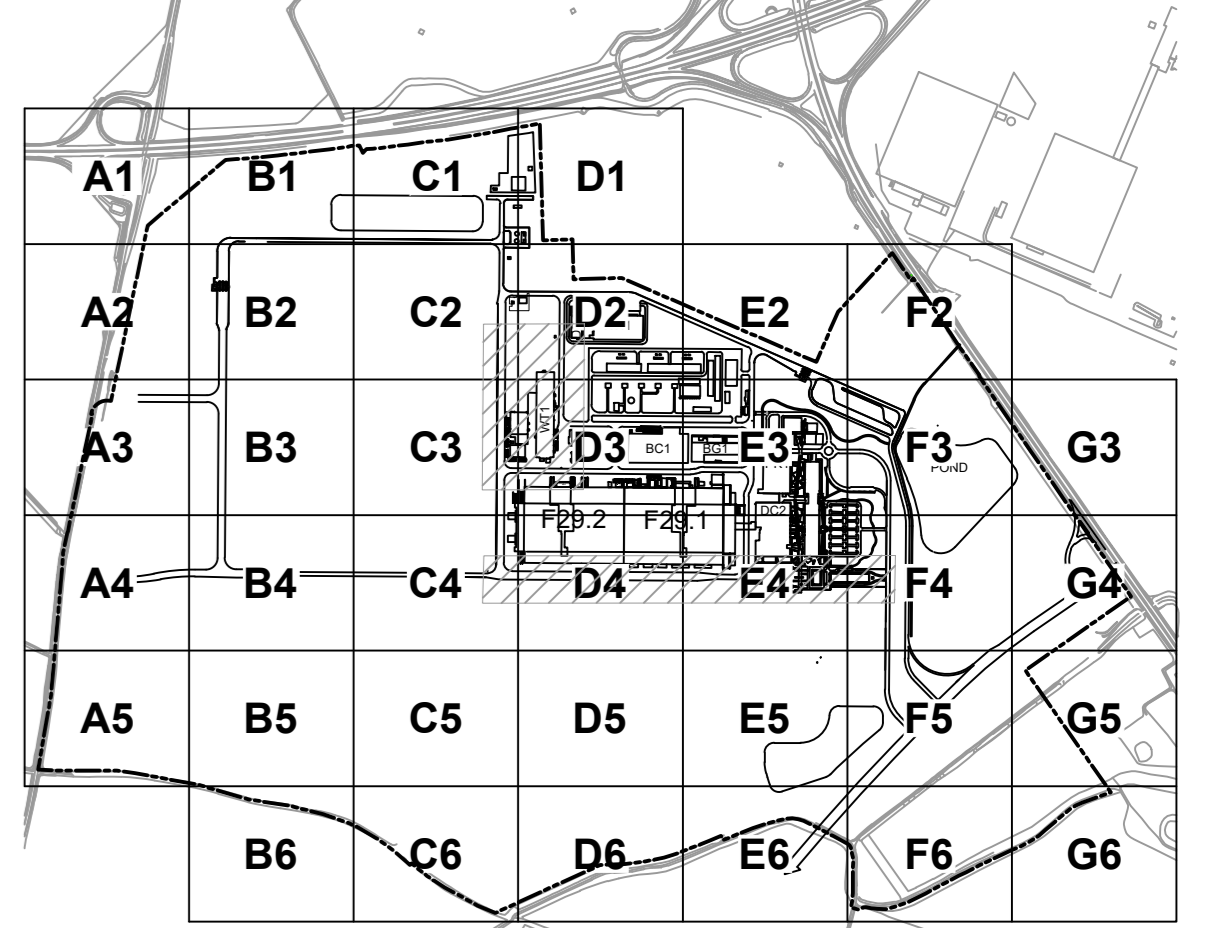 A1 B1 C1 D1
A2 B2 C2 D2 E2 F2
A3 B3 C3 D3 E3 F3 G3
WT1 BC1 BG1 POND
F29.2 F29.1 DC2
A4 B4 C4 D4 E4 F4 G4
A5 B5 C5 D5 E5 F5 G5
B6 C6 D6 E6 F6 G6